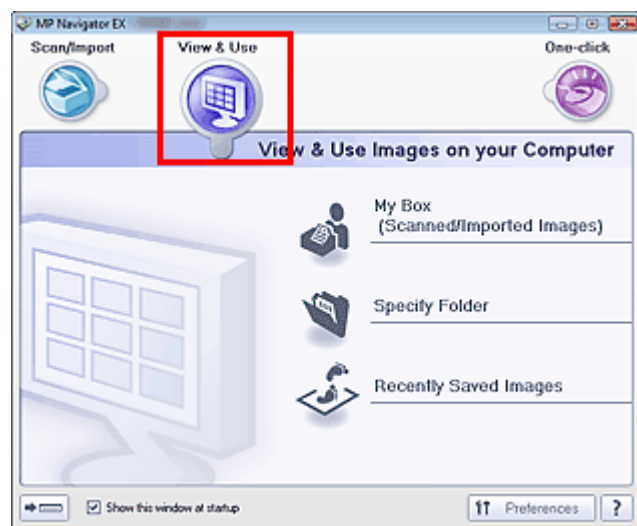 MP Navigator EX
Scan/Import
View & Use
One-click
View & Use Images on your Computer
My Box
(Scanned/Imported Images)
Specify Folder
Recently Saved Images
Show this window at startup
Preferences
?